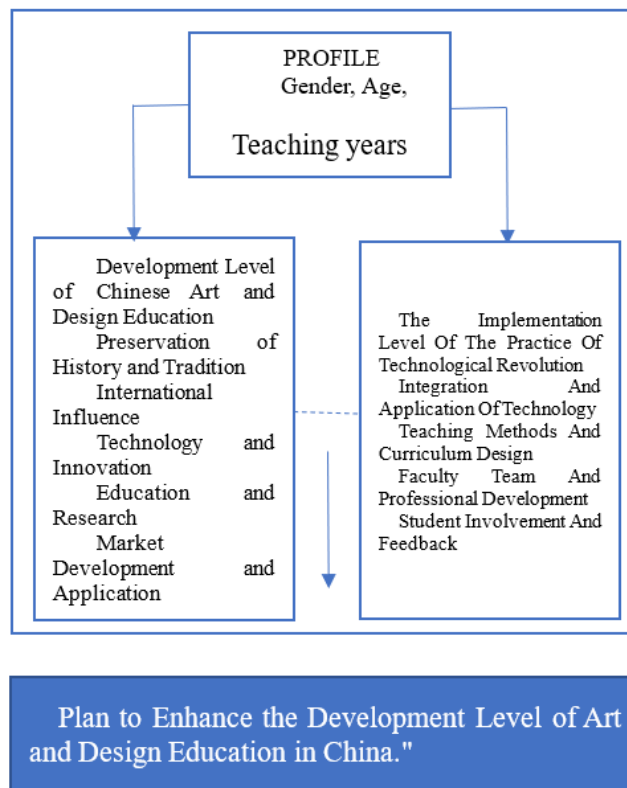 PROFILE
Gender, Age,
Teaching years
Development Level
of Chinese Art and
Design Education
Preservation of
History and Tradition
International
Influence
Technology and
Innovation
Education and
Research
Market
Development and
Application
The Implementation
Level Of The Practice Of
Technological Revolution
Integration And
Application Of Technology
Teaching Methods And
Curriculum Design
Faculty Team And
Professional Development
Student Involvement And
Feedback
Plan to Enhance the Development Level of Art
and Design Education in China."